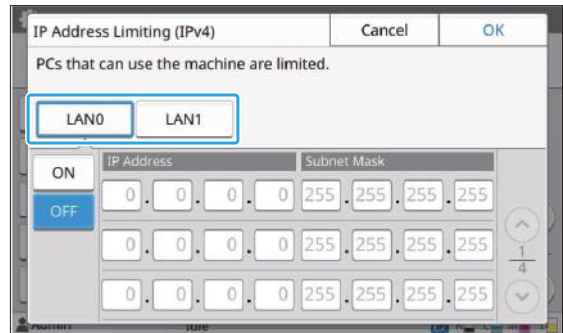 IP Address Limiting (IPv4) Cancel OK
PCs that can use the machine are limited.
LAN0 LAN1
IP Address Subnet Mask
ON
0 . 0 . 0 . 0 255 . 255 . 255 . 255
OFF
0 . 0 . 0 . 0 255 . 255 . 255 . 255
1
4
0 . 0 . 0 . 0 255 . 255 . 255 . 255
Admin Idle